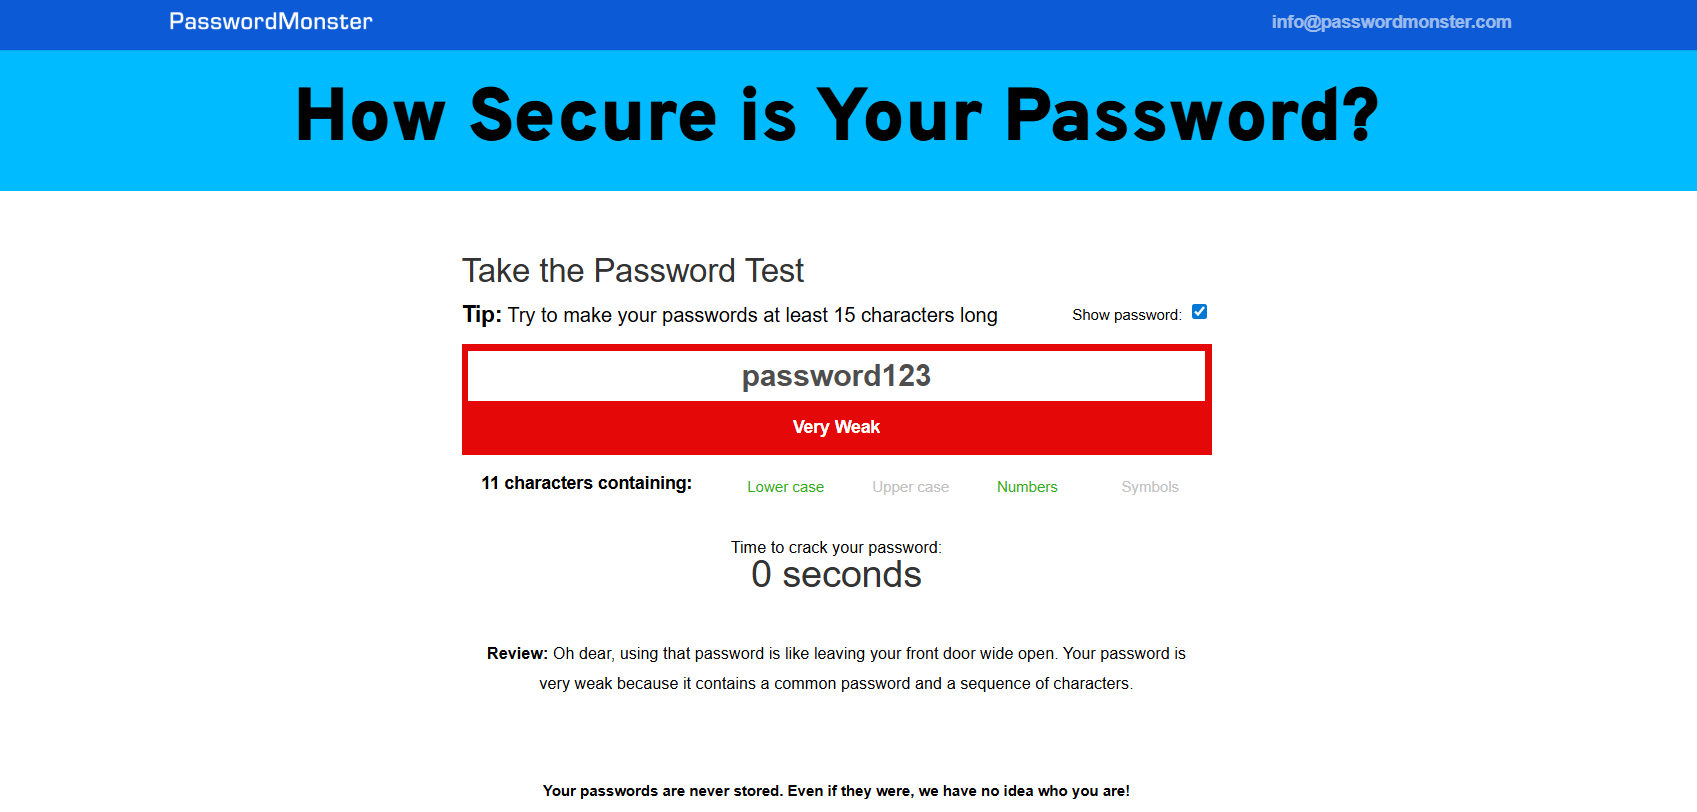 PasswordMonster
info@passwordmonster.com
How Secure is Your Password?
Take the Password Test
Tip: Try to make your passwords at least 15 characters long
Show password:
password123
Very Weak
11 characters containing:
Lower case
Upper case
Numbers
Symbols
Time to crack your password:
0 seconds
Review: Oh dear, using that password is like leaving your front door wide open. Your password is
very weak because it contains a common password and a sequence of characters.
Your passwords are never stored. Even if they were, we have no idea who you are!